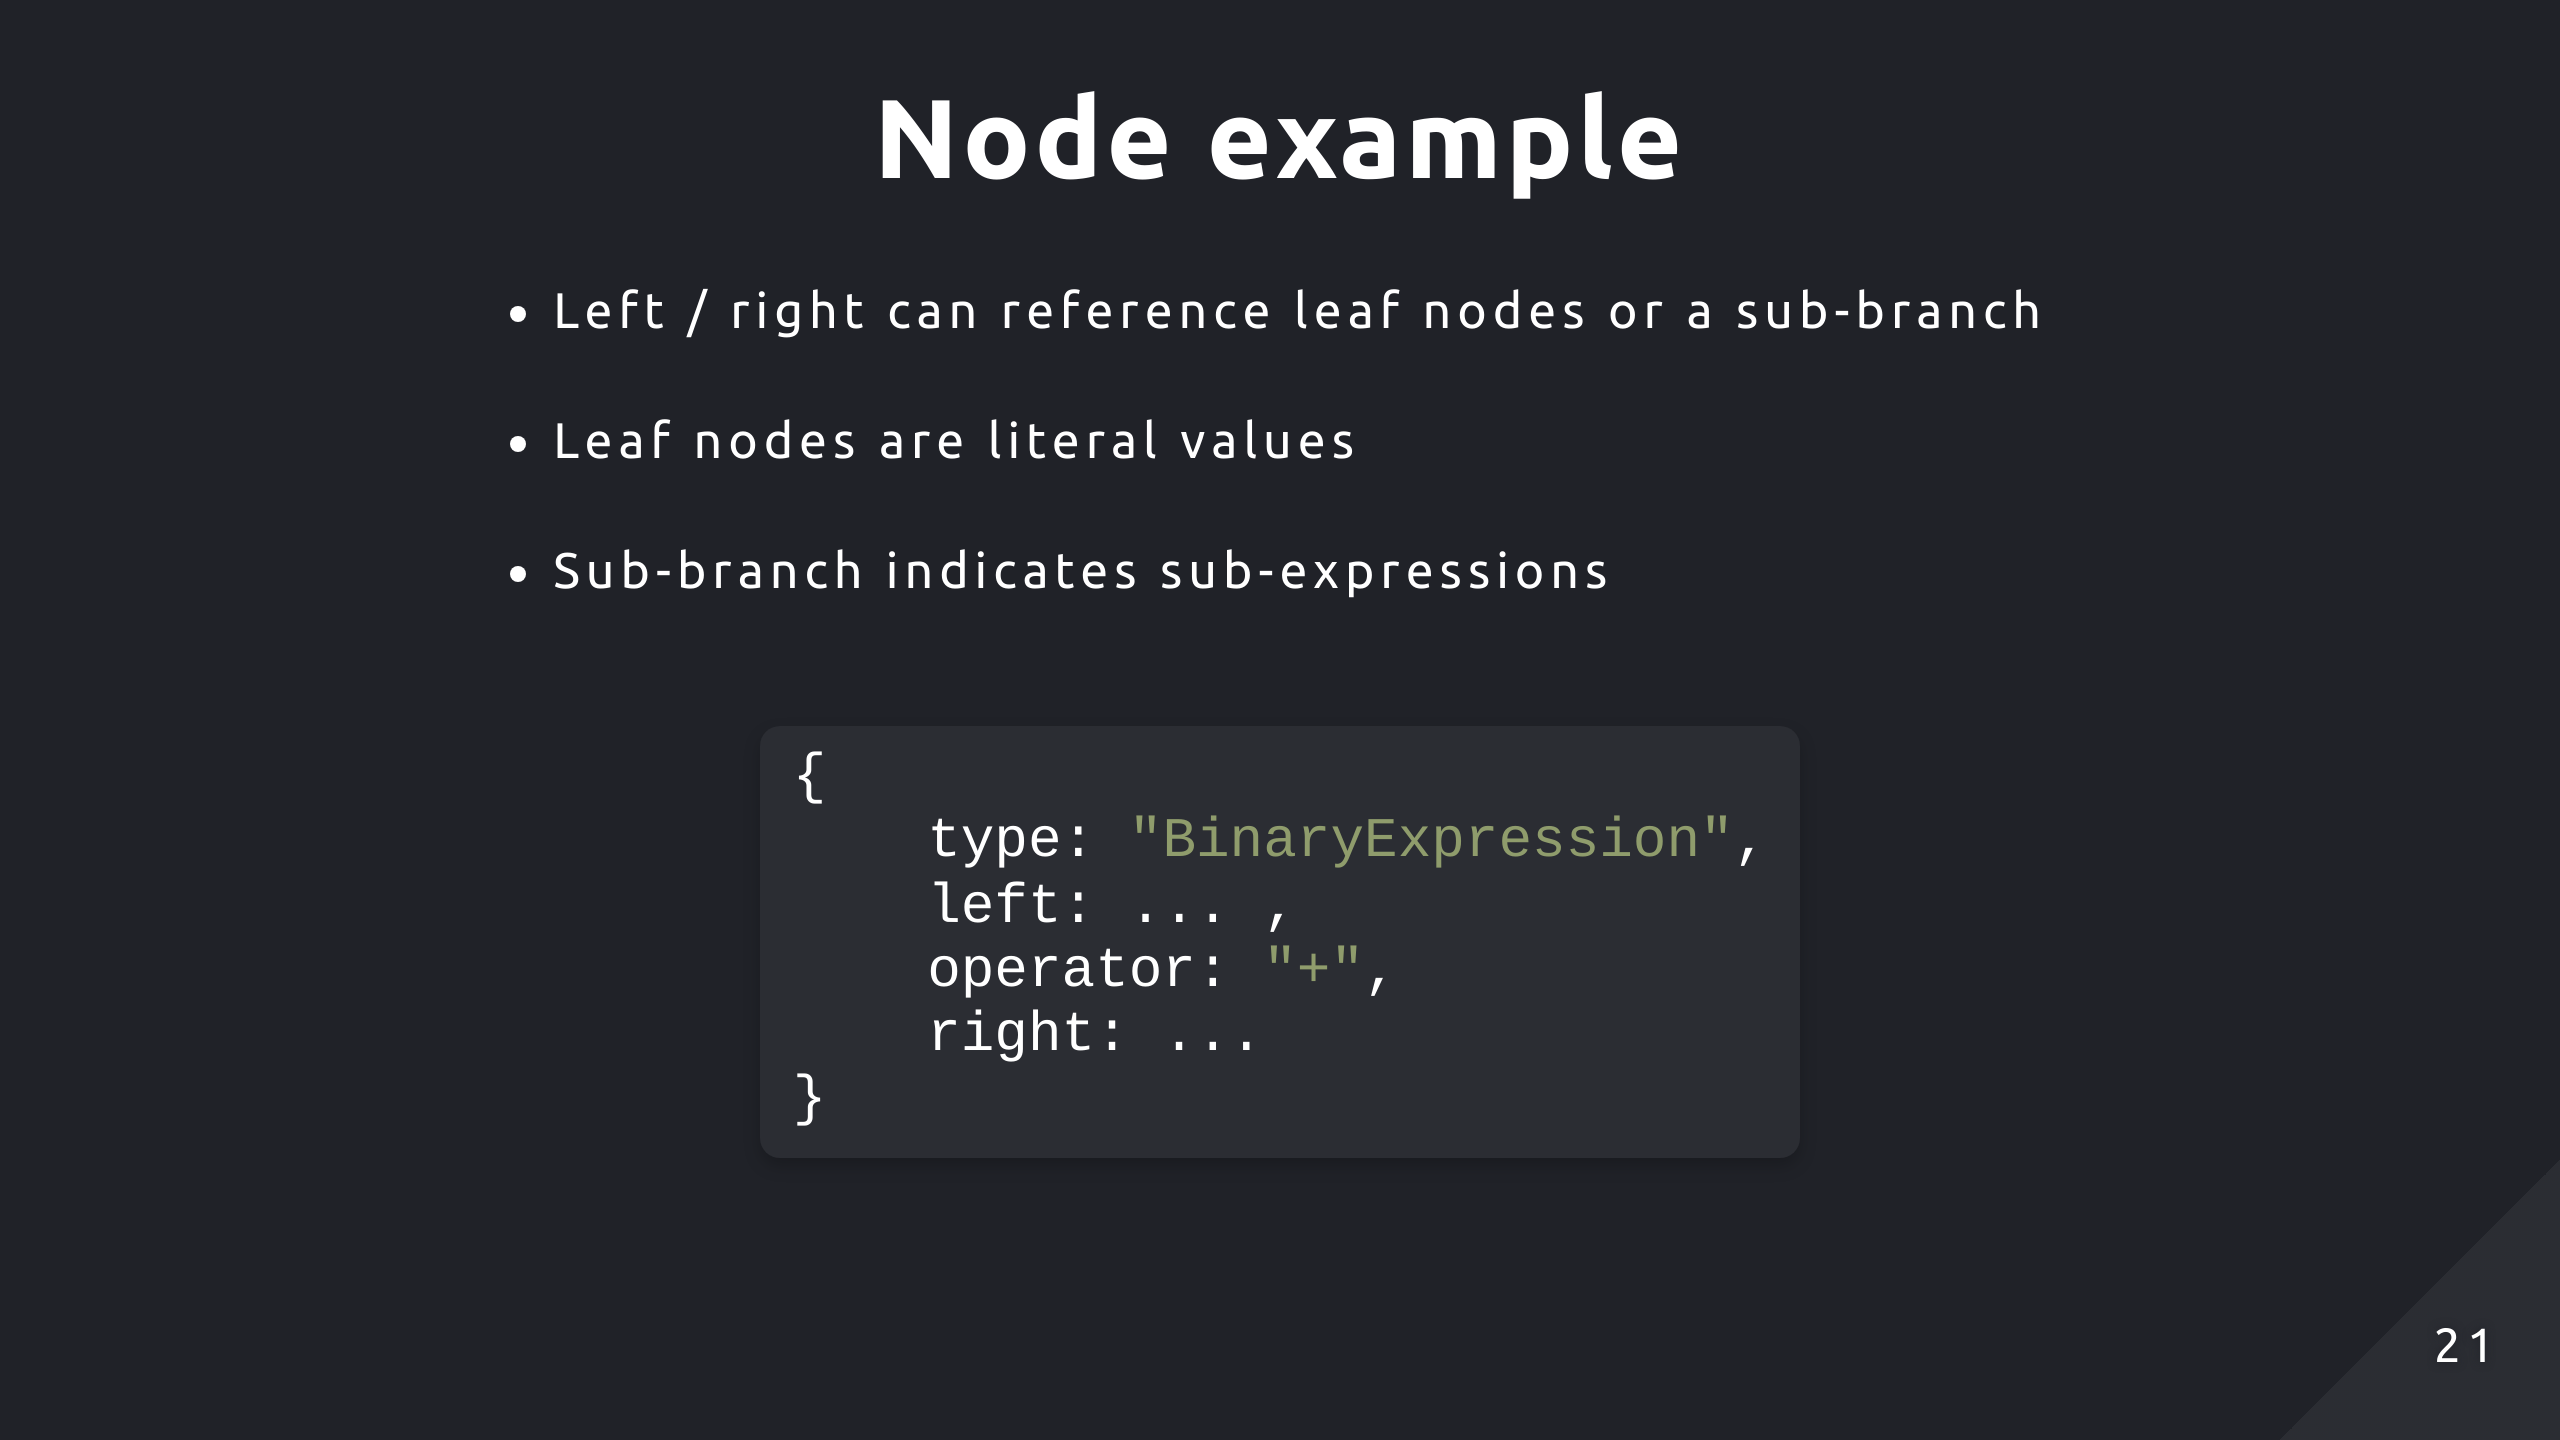 Node example
• Left / right can reference leaf nodes or a sub-branch
• Leaf nodes are literal values
• Sub-branch indicates sub-expressions
{
    type: "BinaryExpression",
    left: ... ,
    operator: "+",
    right: ...
}
21